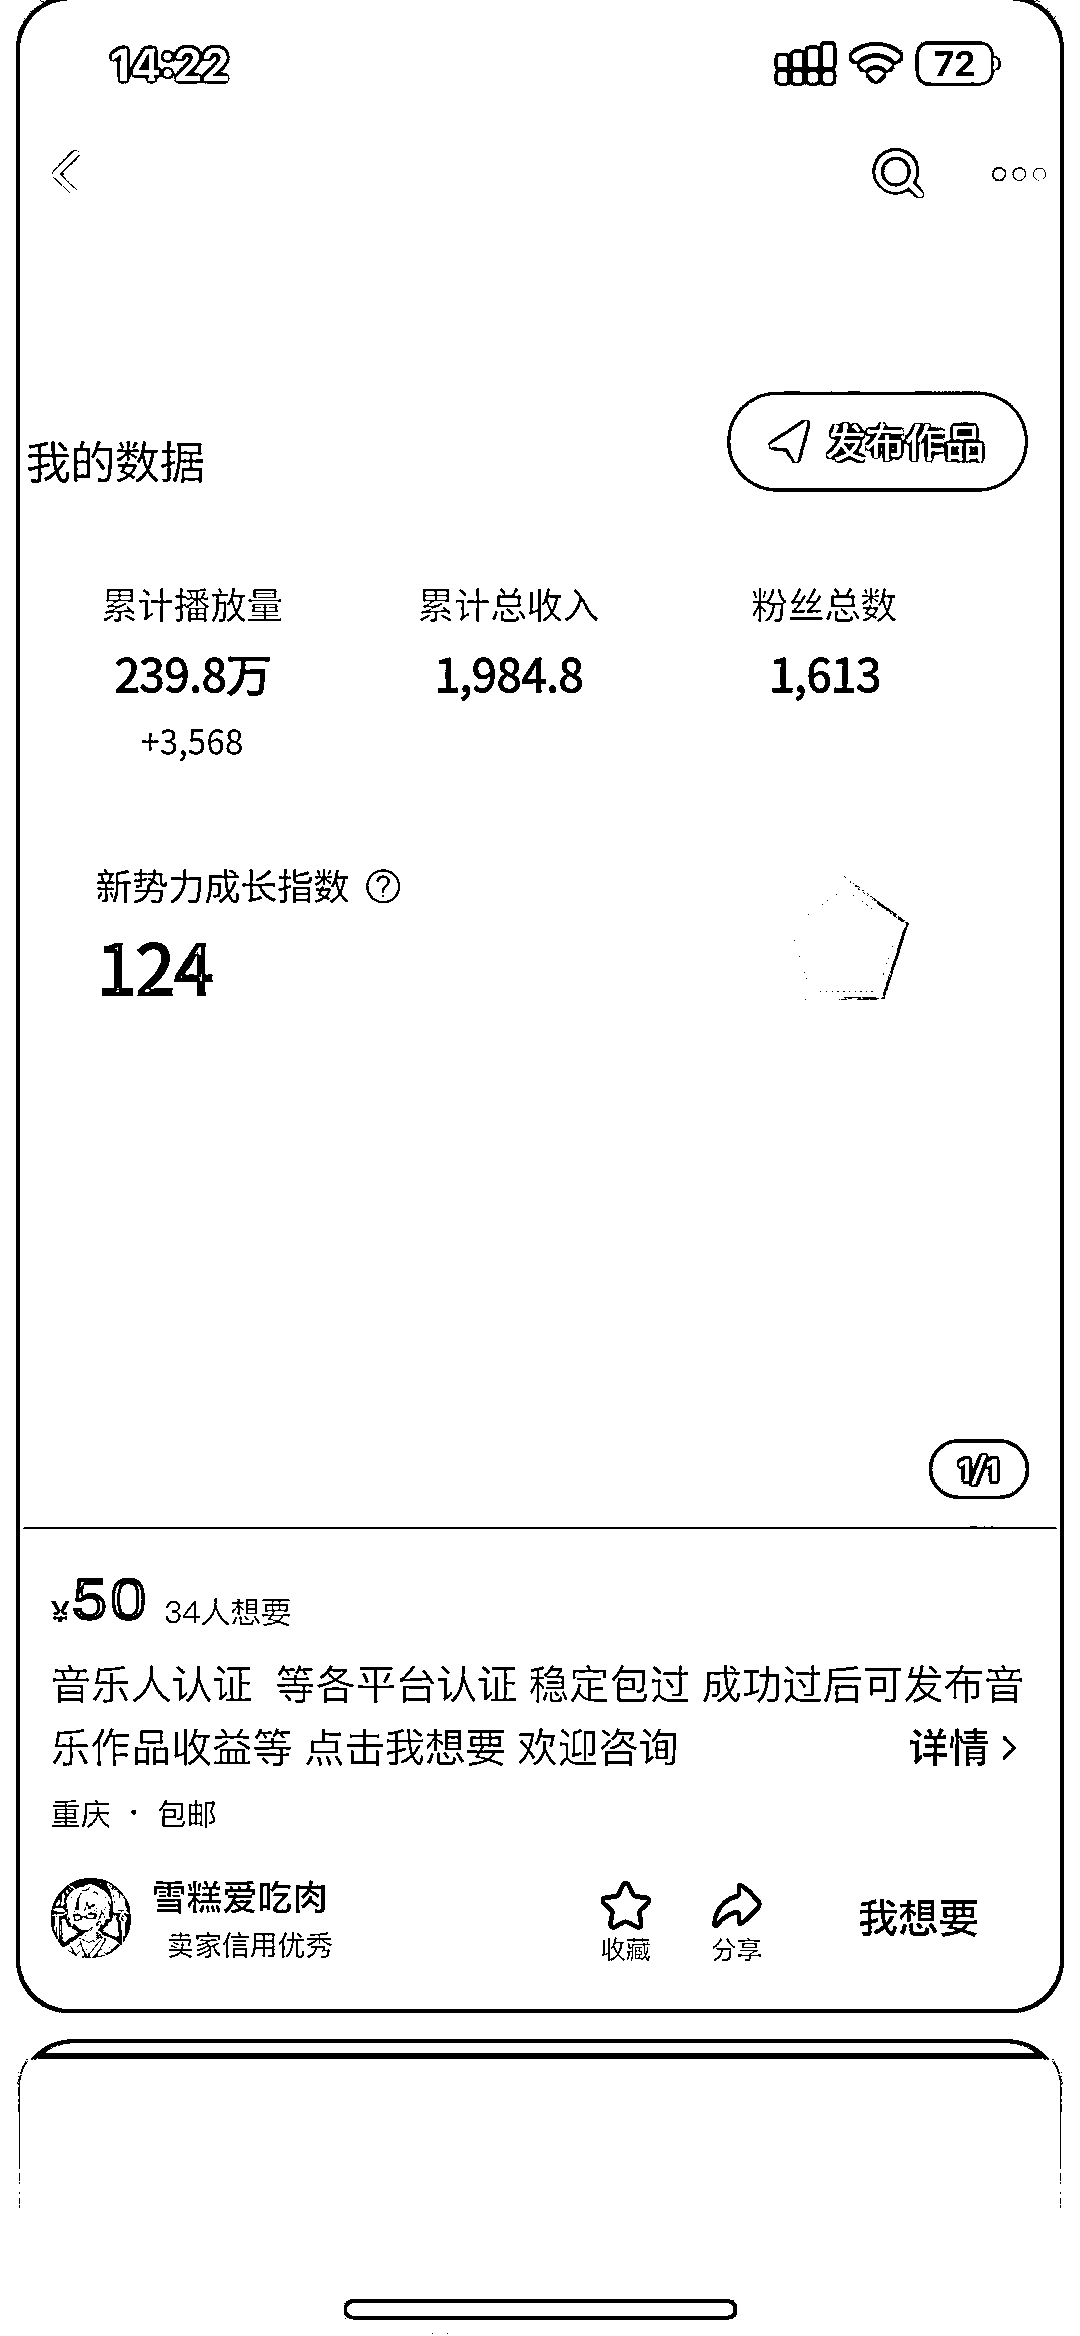 14:22
72
我的数据
发布作品
累计播放量 累计总收入 粉丝总数
239.8万 1,984.8 1,613
+3,568
新势力成长指数 ?
124
1/1
¥50 34人想要
音乐人认证 等各平台认证 稳定包过 成功过后可发布音
乐作品收益等 点击我想要 欢迎咨询 详情
重庆 · 包邮
雪糕爱吃肉
卖家信用优秀
收藏 分享 我想要